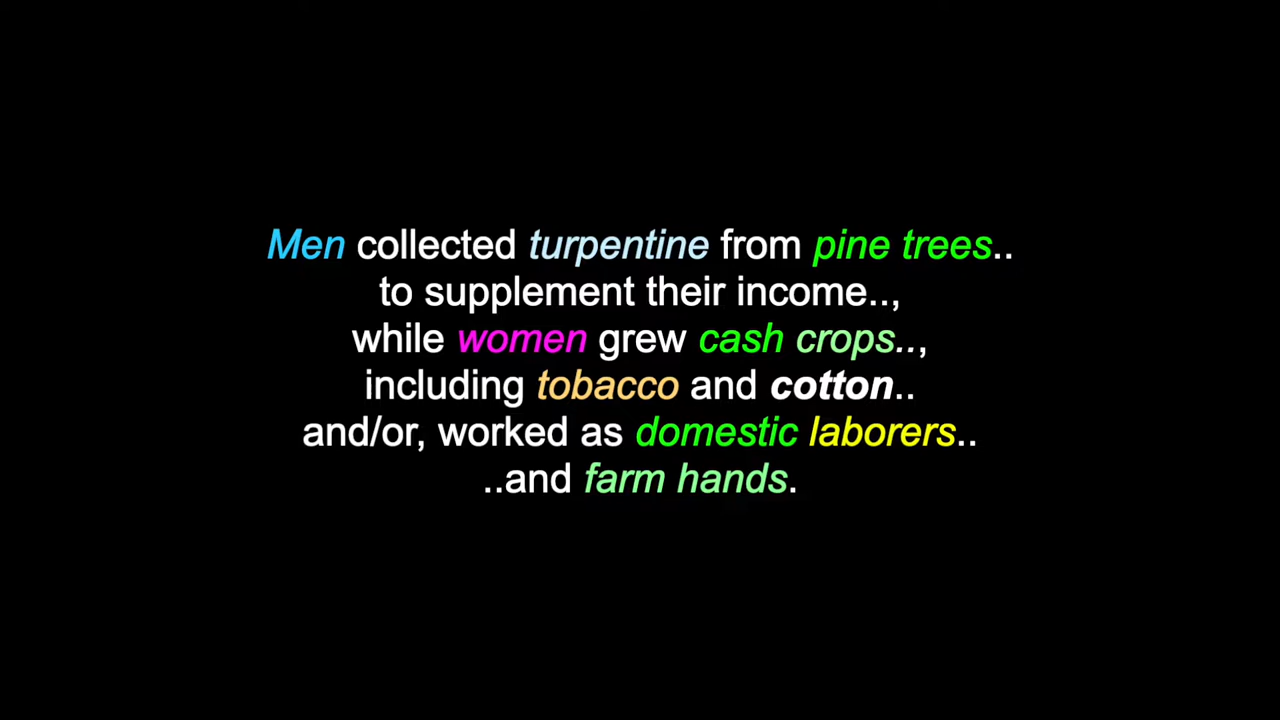 Men collected turpentine from pine trees..
to supplement their income..,
while women grew cash crops..,
including tobacco and cotton..
and/or, worked as domestic laborers..
..and farm hands.